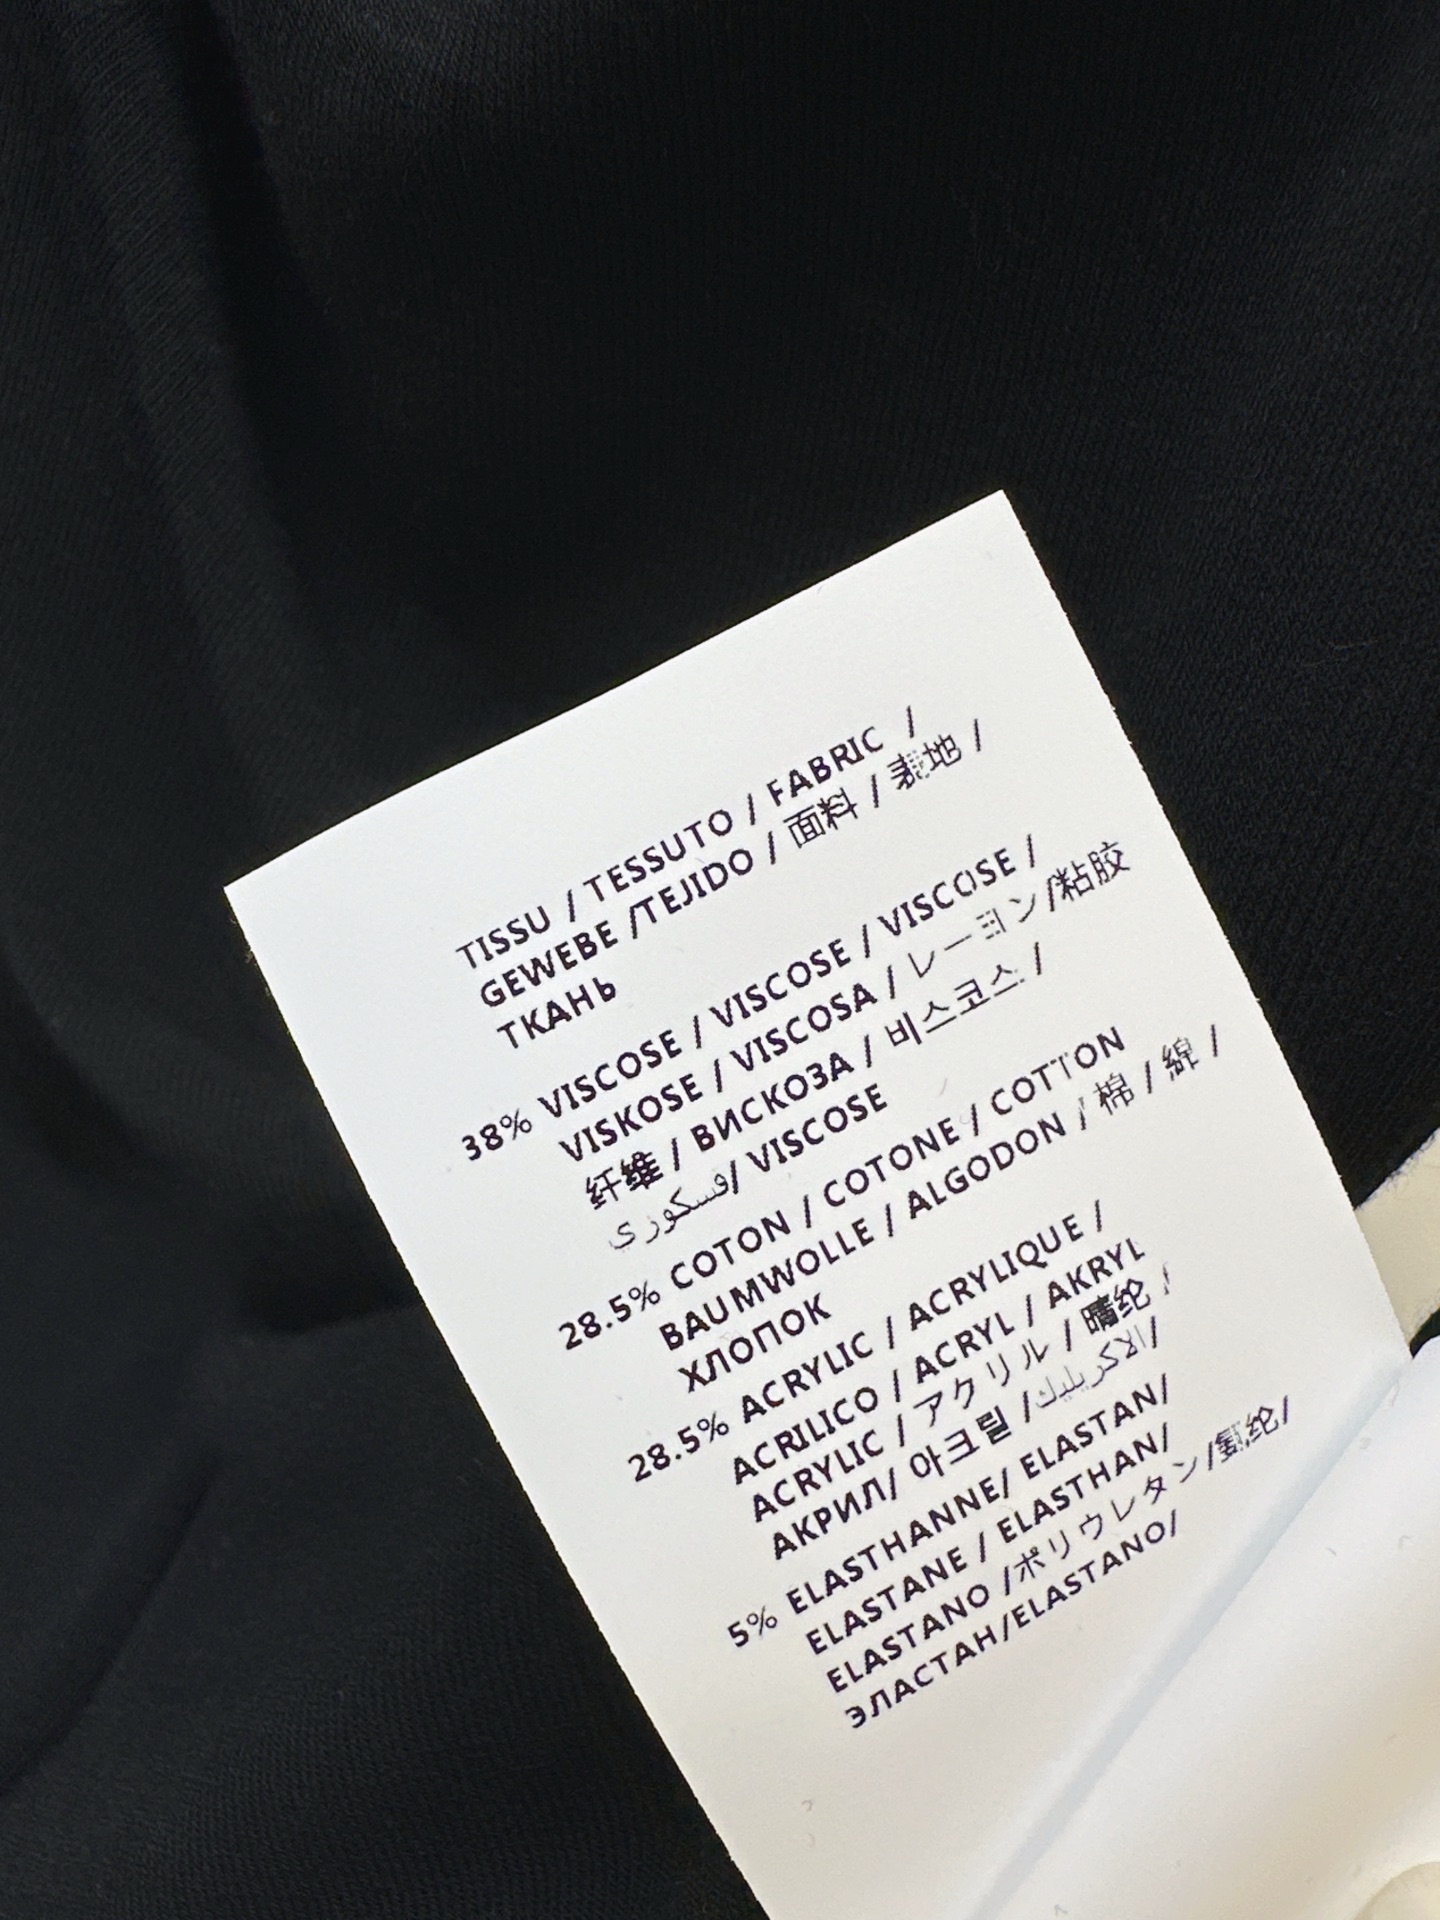 TISSU / TESSUTO / FABRIC /
GEWEBE /TEJIDO / 面料 / 表地 /
ТКАНЬ
38% VISCOSE / VISCOSE / VISCOSE /
VISKOSE / VISCOSA / レーヨン/粘胶
纤维 / ВИСКОЗА / 비스코스 /
فسكوزي/ VISCOSE
28.5% COTON / COTONE / COTTON
BAUMWOLLE / ALGODON / 棉 / 綿 /
ХЛОПОК
28.5% ACRYLIC / ACRYLIQUE /
ACRILICO / ACRYL / AKRYL
ACRYLIC / アクリル / 晴纶 /
АКРИЛ/ 아크릴 /الاكريليك/
5% ELASTHANNE/ ELASTAN/
ELASTANE / ELASTHAN/
ELASTANO /ポリウレタン/氨纶/
ЭЛАСТАН/ELASTANO/